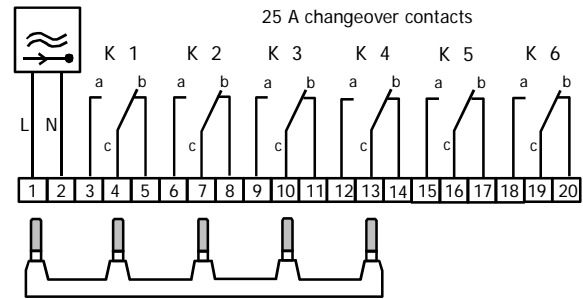 25 A changeover contacts
K 1 K 2 K 3 K 4 K 5 K 6
a b a b a b a b a b a b
L N
c c c c c c
1 2 3 4 5 6 7 8 9 10 11 12 13 14 15 16 17 18 19 20